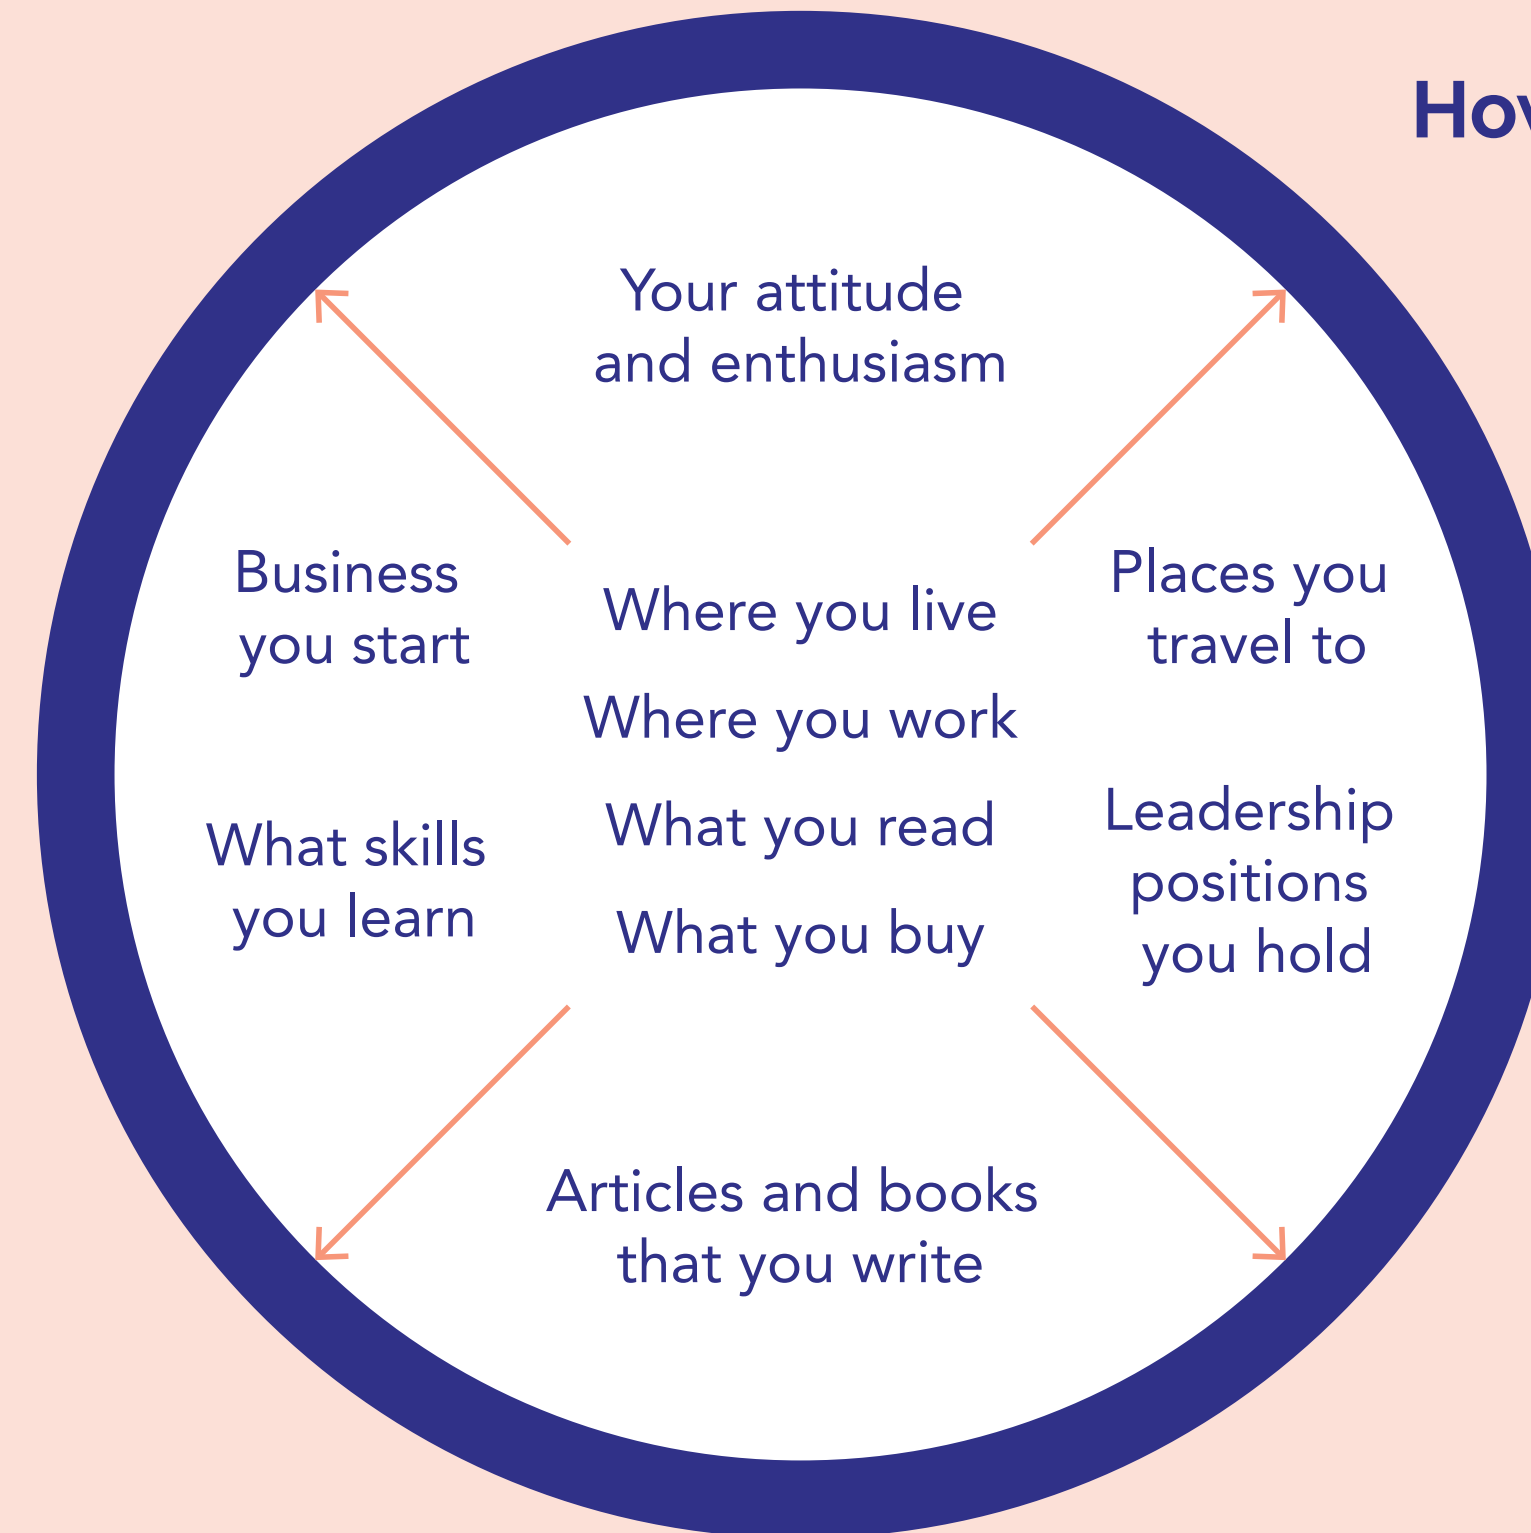 Your attitude
and enthusiasm
Business
you start
Where you live
Where you work
What you read
What you buy
Places you
travel to
What skills
you learn
Leadership
positions
you hold
Articles and books
that you write